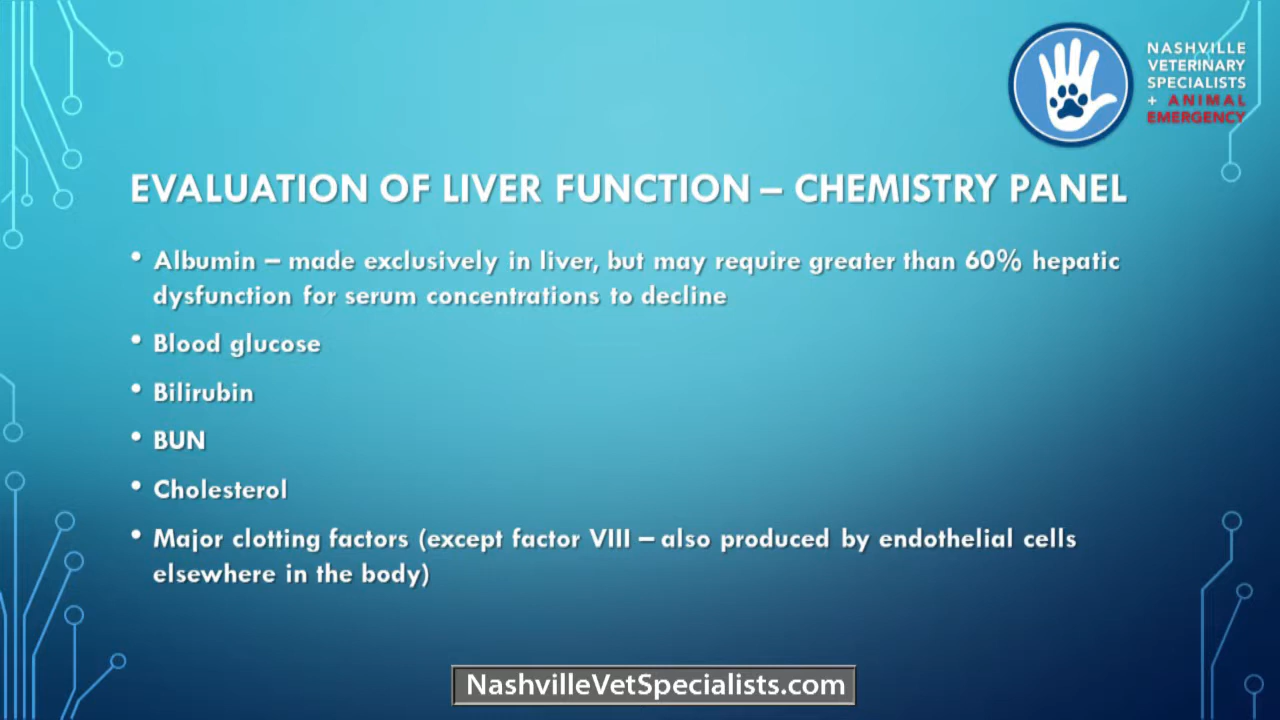 NASHVILLE
VETERINARY
SPECIALISTS
+ ANIMAL
EMERGENCY
EVALUATION OF LIVER FUNCTION – CHEMISTRY PANEL
• Albumin – made exclusively in liver, but may require greater than 60% hepatic
dysfunction for serum concentrations to decline
• Blood glucose
• Bilirubin
• BUN
• Cholesterol
• Major clotting factors (except factor VIII – also produced by endothelial cells
elsewhere in the body)
NashvilleVetSpecialists.com